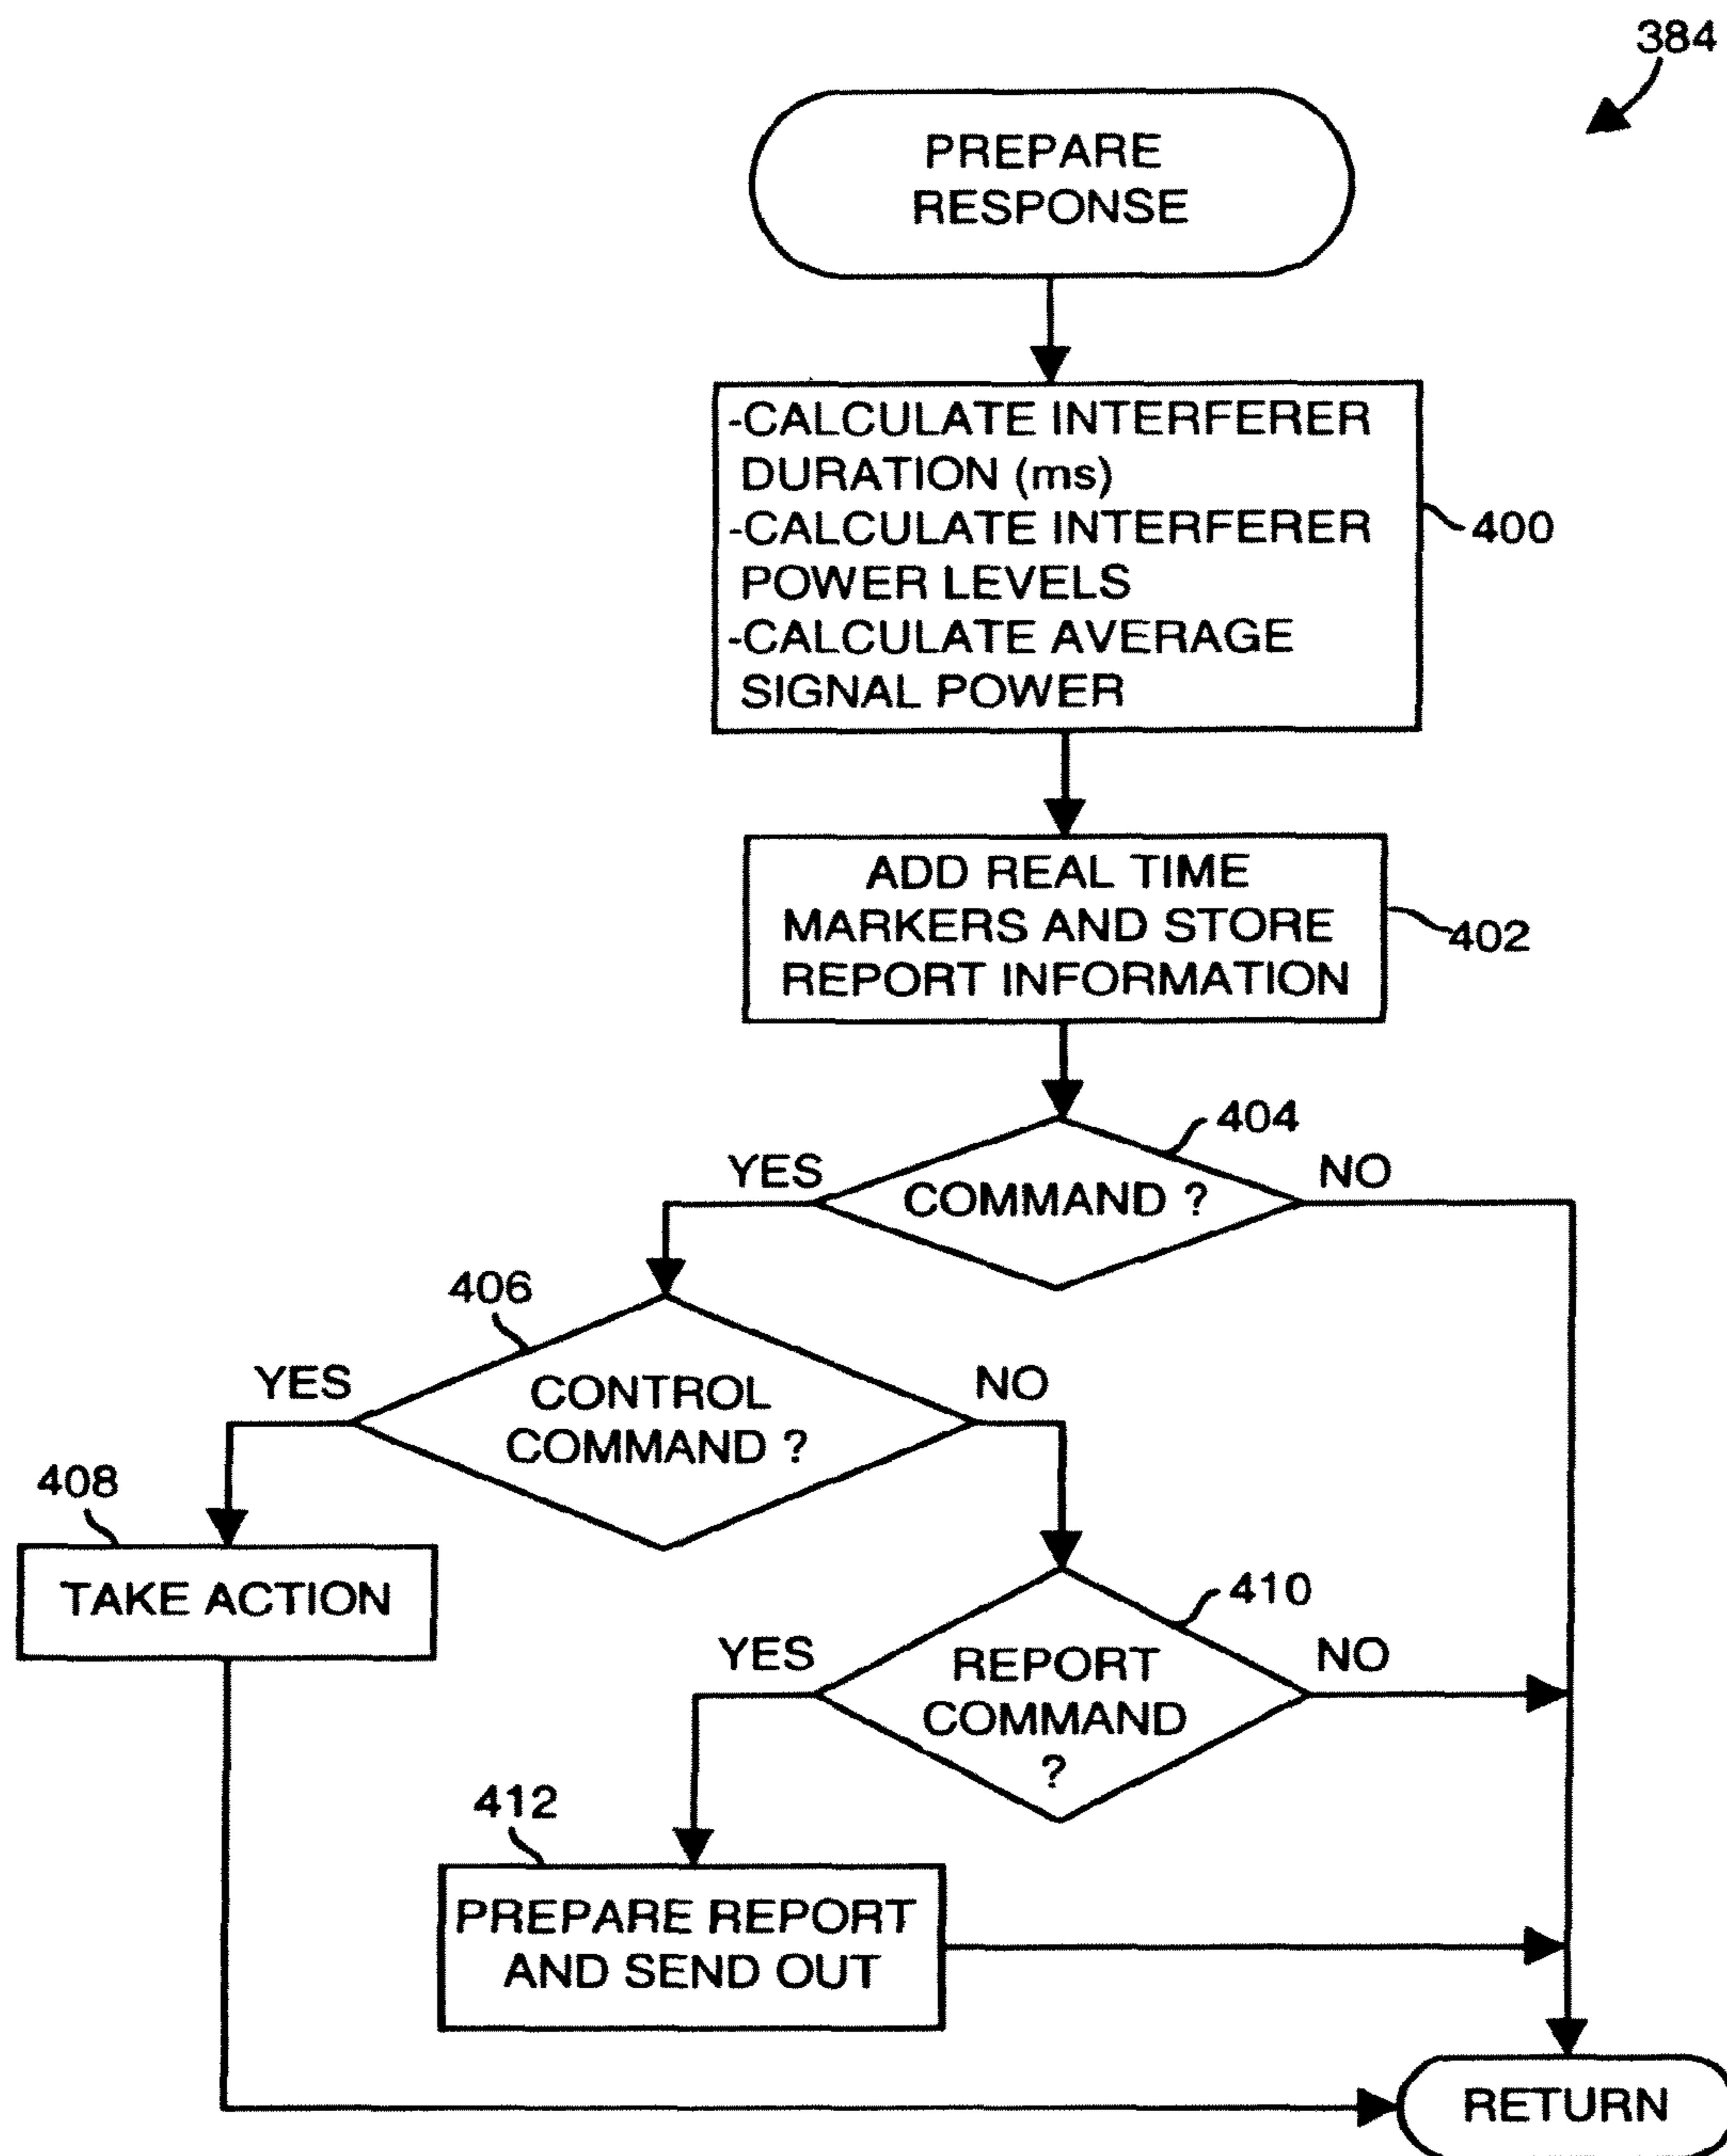 384
PREPARE
RESPONSE
-CALCULATE INTERFERER
DURATION (ms)
-CALCULATE INTERFERER
POWER LEVELS
-CALCULATE AVERAGE
SIGNAL POWER
400
ADD REAL TIME
MARKERS AND STORE
REPORT INFORMATION
402
404
YES
COMMAND ?
NO
406
YES
CONTROL
COMMAND ?
NO
408
TAKE ACTION
410
YES
REPORT
COMMAND
?
NO
412
PREPARE REPORT
AND SEND OUT
RETURN